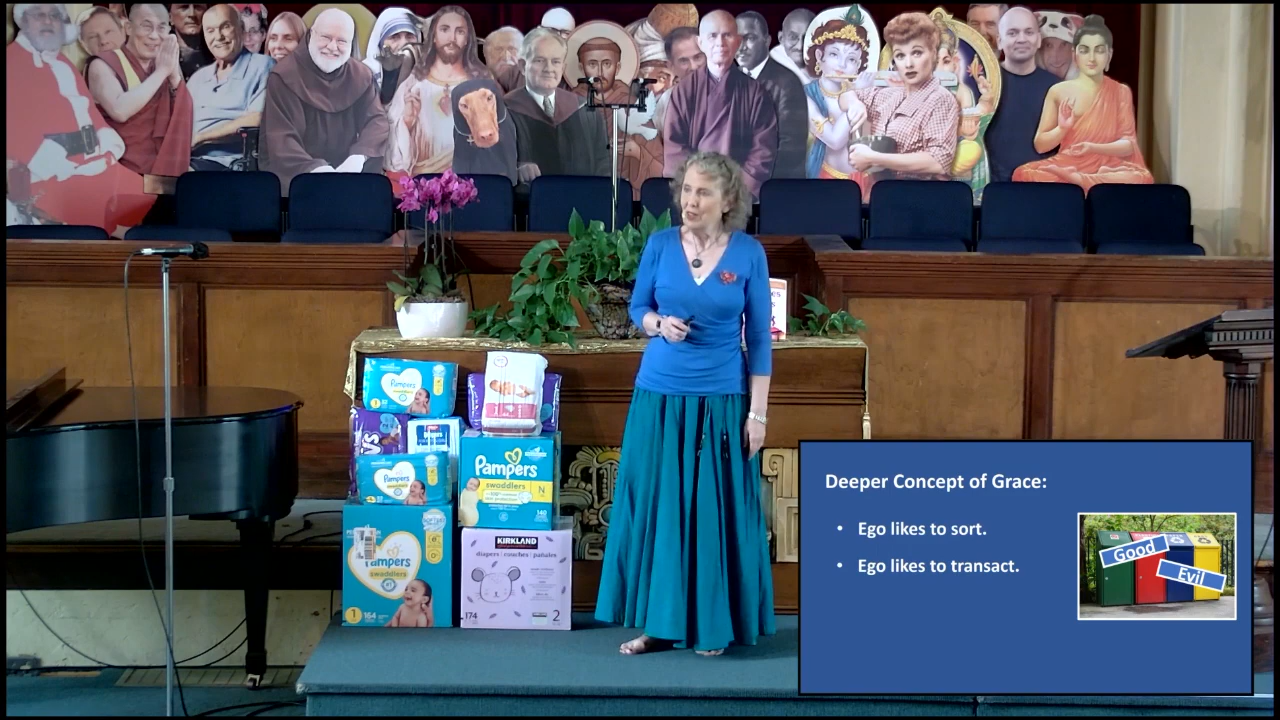 Pampers
Pampers
Pampers
swaddlers
N
140
Pampers
swaddlers
1
164
KIRKLAND
diapers | couches | pañales
174
2
Deeper Concept of Grace:
• Ego likes to sort.
• Ego likes to transact.
Good
Evil